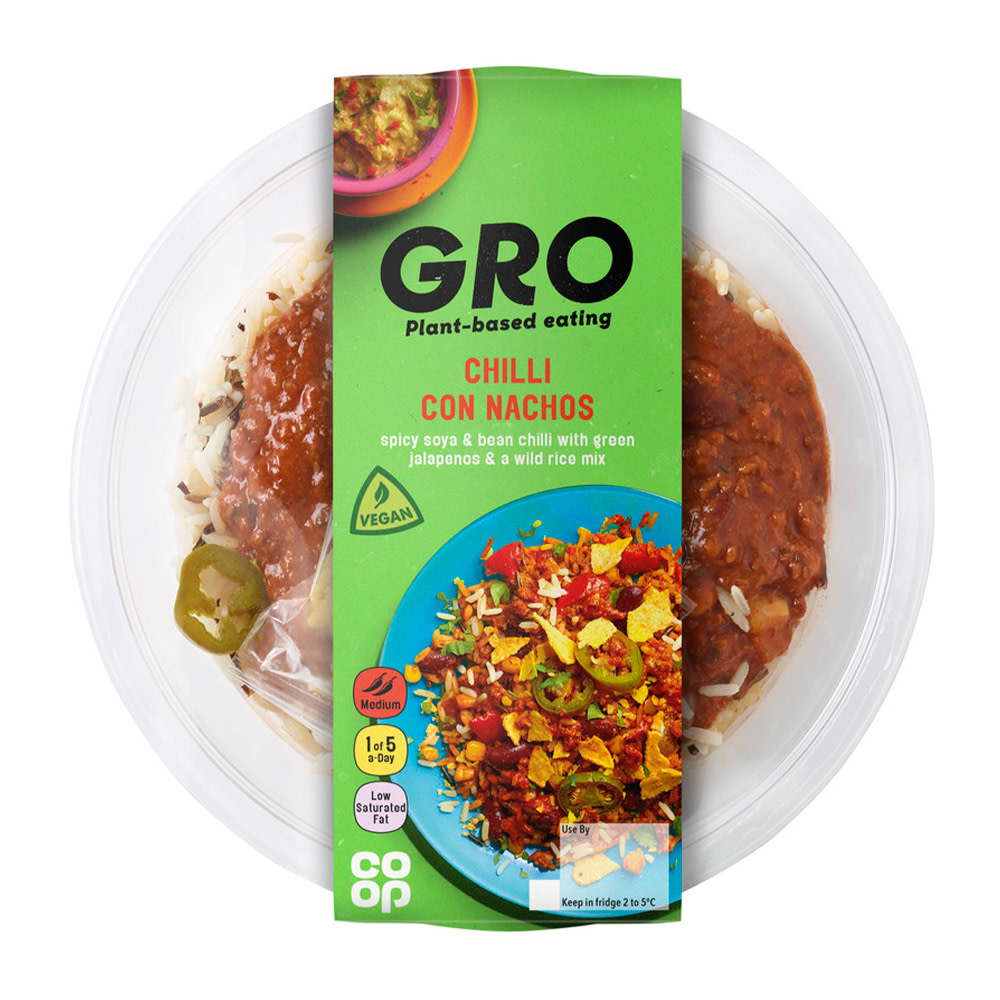 GRO
Plant-based eating
CHILLI
CON NACHOS
spicy soya & bean chilli with green
jalapenos & a wild rice mix
VEGAN
Medium
1 of 5
a-Day
Low
Saturated
Fat
CO
OP
Use By
Keep in fridge 2 to 5°C